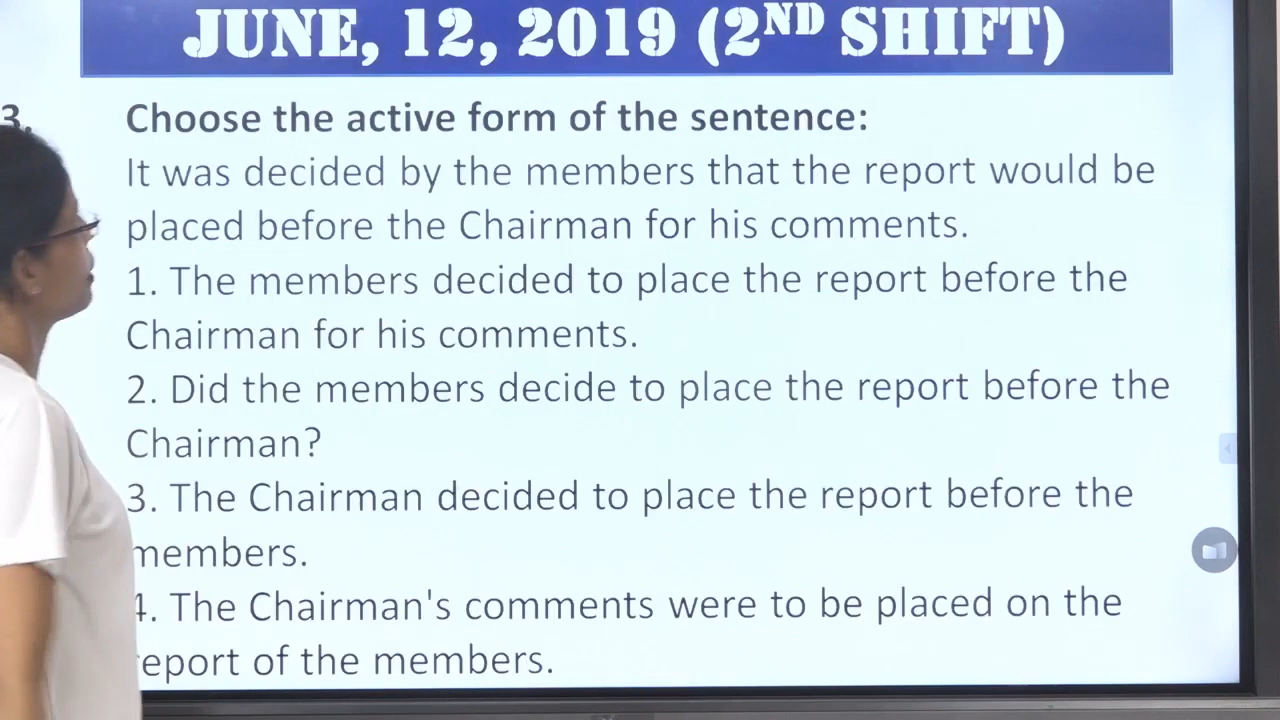 JUNE, 12, 2019 (2ND SHIFT)
3.
Choose the active form of the sentence:
It was decided by the members that the report would be
placed before the Chairman for his comments.
1. The members decided to place the report before the
Chairman for his comments.
2. Did the members decide to place the report before the
Chairman?
3. The Chairman decided to place the report before the
members.
4. The Chairman's comments were to be placed on the
report of the members.